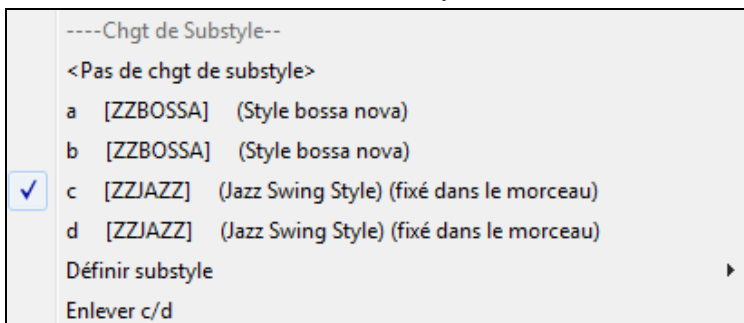 ----Chgt de Substyle--
<Pas de chgt de substyle>
a [ZZBOSSA] (Style bossa nova)
b [ZZBOSSA] (Style bossa nova)
c [ZZJAZZ] (Jazz Swing Style) (fixé dans le morceau)
d [ZZJAZZ] (Jazz Swing Style) (fixé dans le morceau)
Définir substyle
Enlever c/d